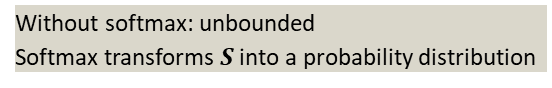 Without softmax: unbounded
Softmax transforms S into a probability distribution